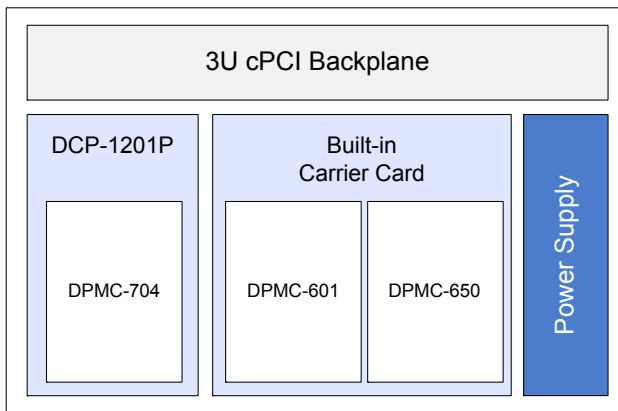 3U cPCI Backplane
DCP-1201P
Built-in
Carrier Card
DPMC-704
DPMC-601
DPMC-650
Power Supply